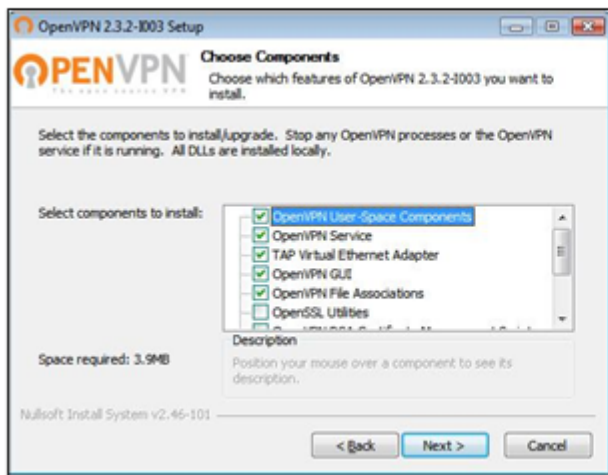 OpenVPN 2.3.2-I003 Setup
OPENVPN
The open source VPN
Choose Components
Choose which features of OpenVPN 2.3.2-I003 you want to
install.
Select the components to install/upgrade. Stop any OpenVPN processes or the OpenVPN
service if it is running. All DLLs are installed locally.
Select components to install:
OpenVPN User-Space Components
OpenVPN Service
TAP Virtual Ethernet Adapter
OpenVPN GUI
OpenVPN File Associations
OpenSSL Utilities
Space required: 3.9MB
Description
Position your mouse over a component to see its
description.
Nullsoft Install System v2.46-101
< Back
Next >
Cancel